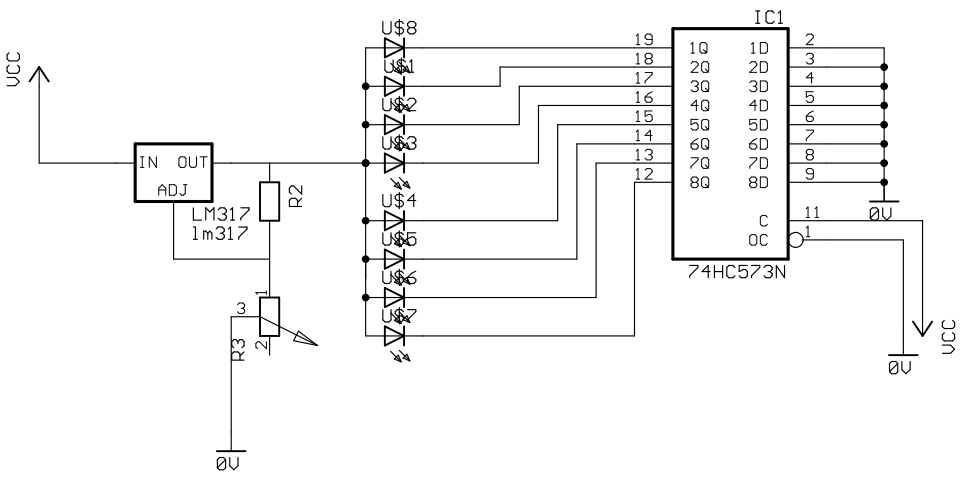 IC1
U$8
19 1Q 1D 2
18 2Q 2D 3
U$1
17 3Q 3D 4
U$2
16 4Q 4D 5
15 5Q 5D 6
U$3
14 6Q 6D 7
13 7Q 7D 8
12 8Q 8D 9
VCC
IN OUT
ADJ
LM317
lm317
R2
U$4
0V
C 11
OC 1
U$5
74HC573N
U$6
1
3
U$7
2
R3
VCC
0V
0V